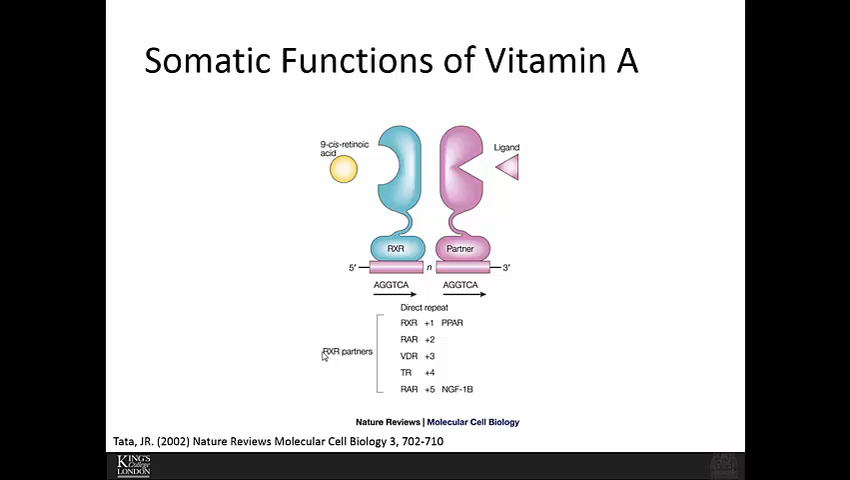 Somatic Functions of Vitamin A
9-cis-retinoic
acid
Ligand
RXR
Partner
5′
n
3′
AGGTCA
AGGTCA
Direct repeat
RXR +1 PPAR
RAR +2
RXR partners
VDR +3
TR +4
RAR +5 NGF-1B
Nature Reviews | Molecular Cell Biology
Tata, JR. (2002) Nature Reviews Molecular Cell Biology 3, 702-710
KING'S
College
LONDON